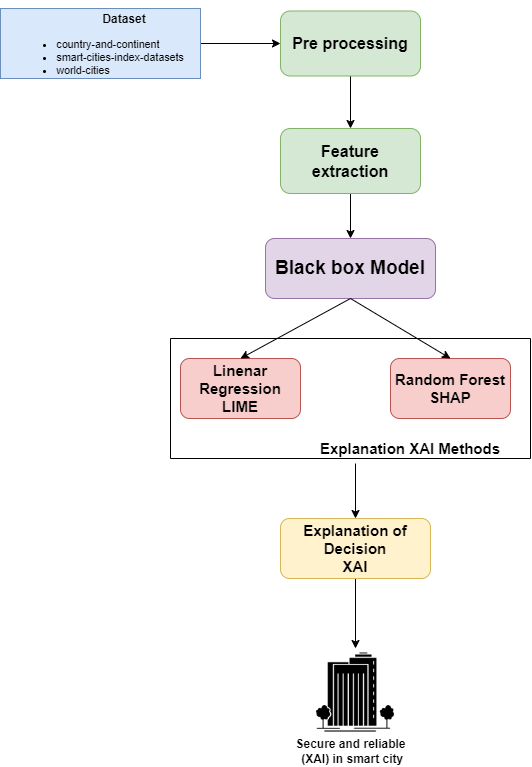 Dataset
country-and-continent
smart-cities-index-datasets
world-cities
Pre processing
Feature
extraction
Black box Model
Linenar
Regression
LIME
Random Forest
SHAP
Explanation XAI Methods
Explanation of
Decision
XAI
Secure and reliable
(XAI) in smart city